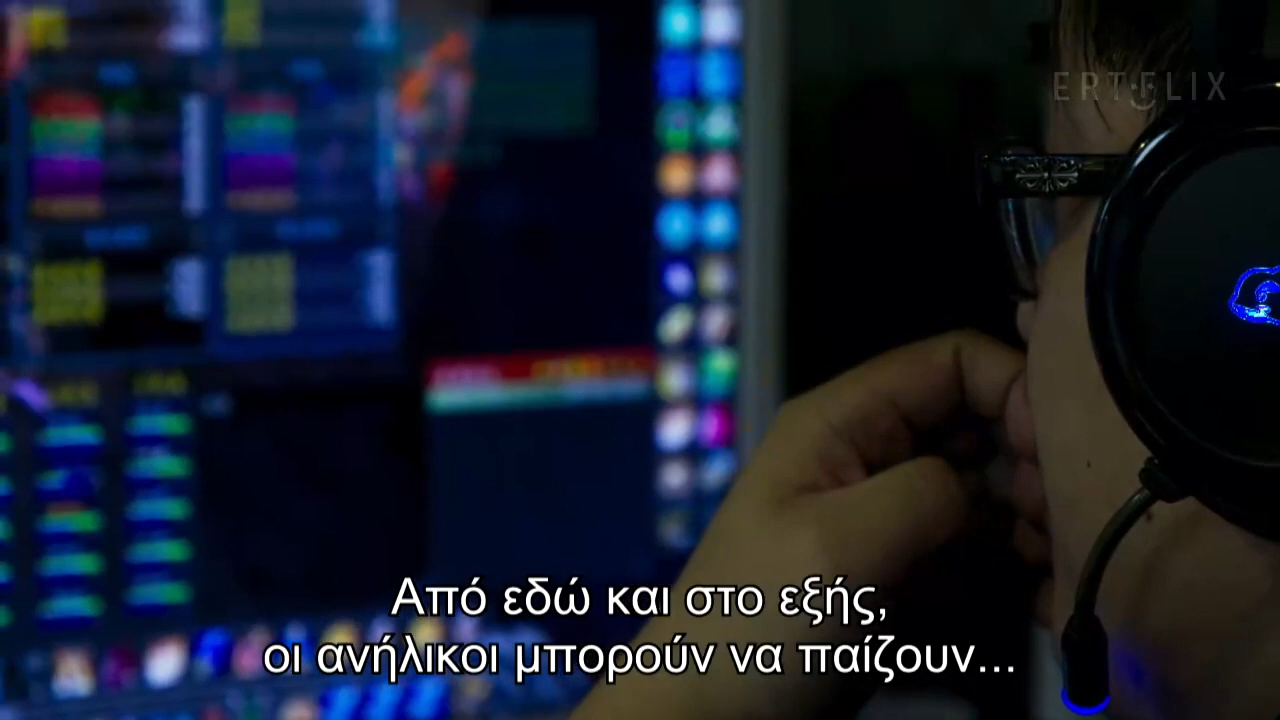 ERTFLIX
Από εδώ και στο εξής,
οι ανήλικοι μπορούν να παίζουν...